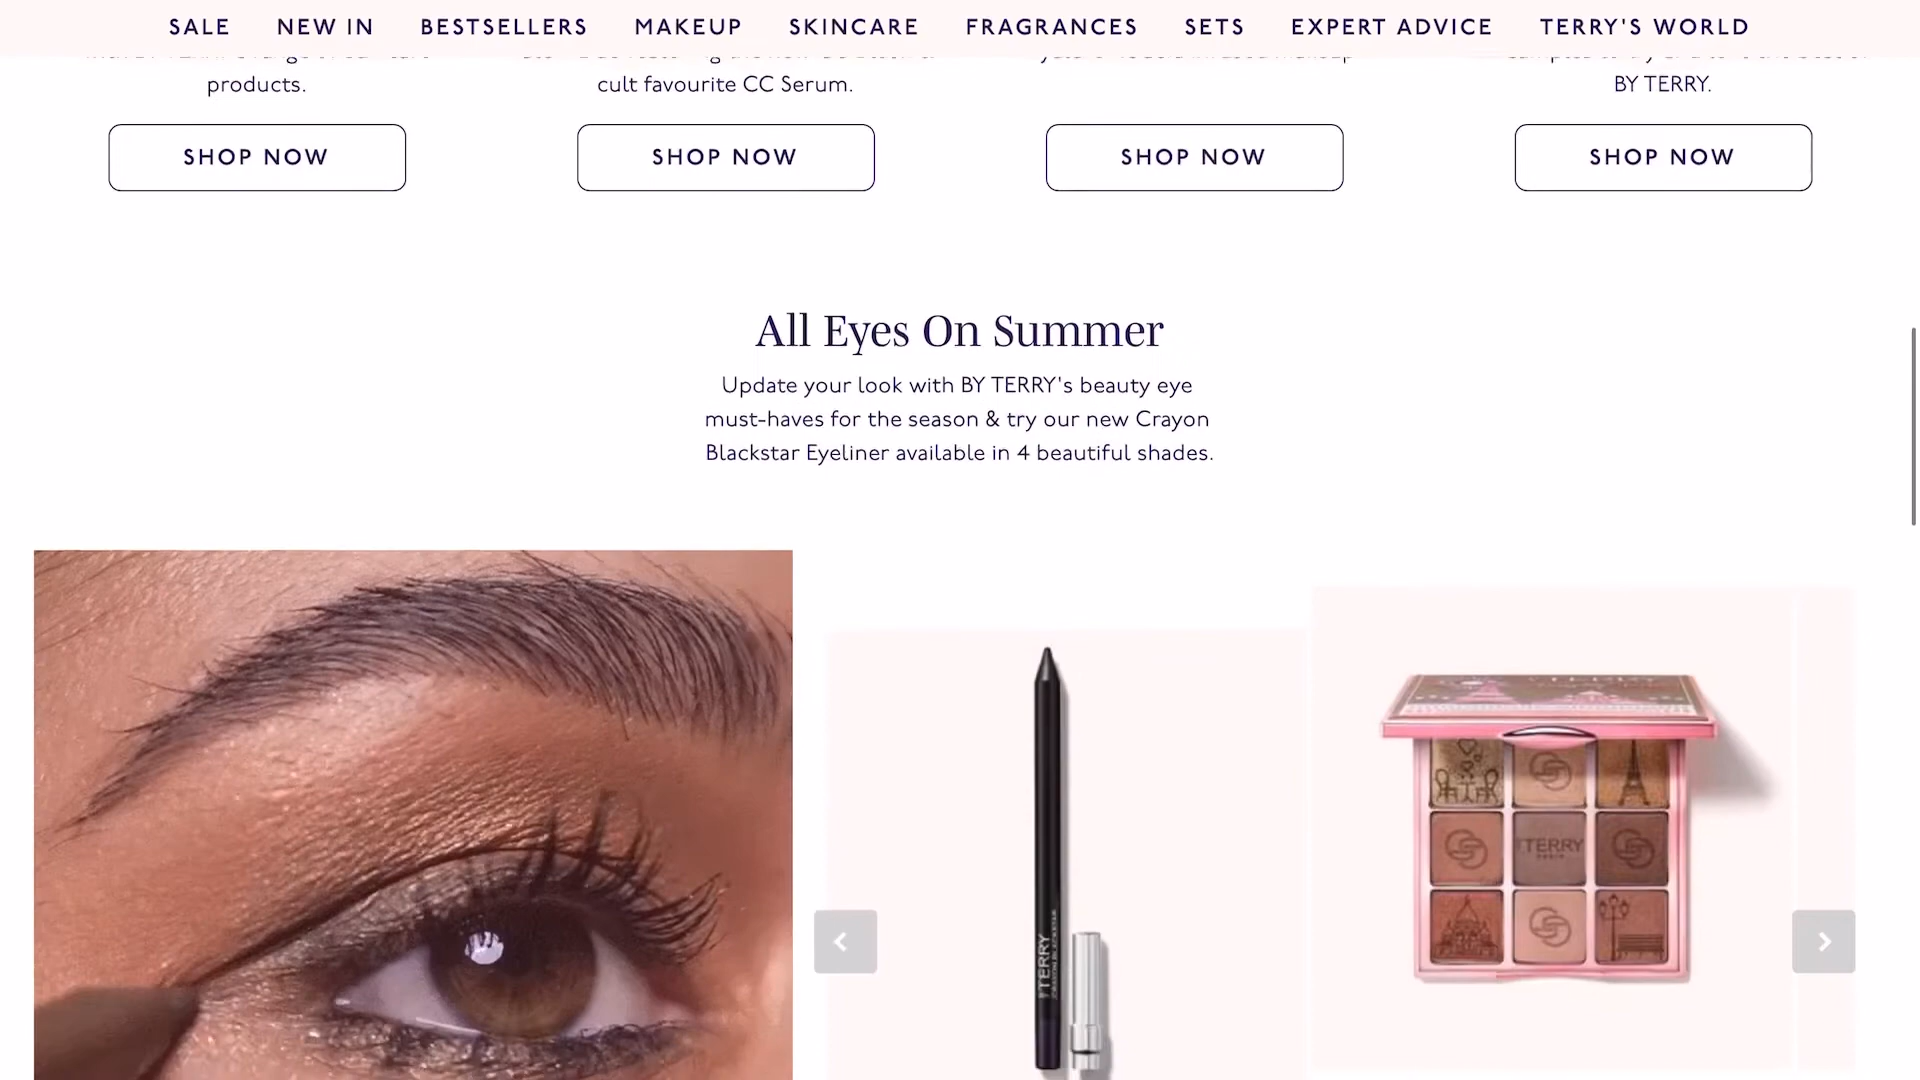 SALE NEW IN BESTSELLERS MAKEUP SKINCARE FRAGRANCES SETS EXPERT ADVICE TERRY'S WORLD
products.
cult favourite CC Serum.
BY TERRY.
SHOP NOW SHOP NOW SHOP NOW SHOP NOW
All Eyes On Summer
Update your look with BY TERRY's beauty eye
must-haves for the season & try our new Crayon
Blackstar Eyeliner available in 4 beautiful shades.
BY TERRY
TERRY